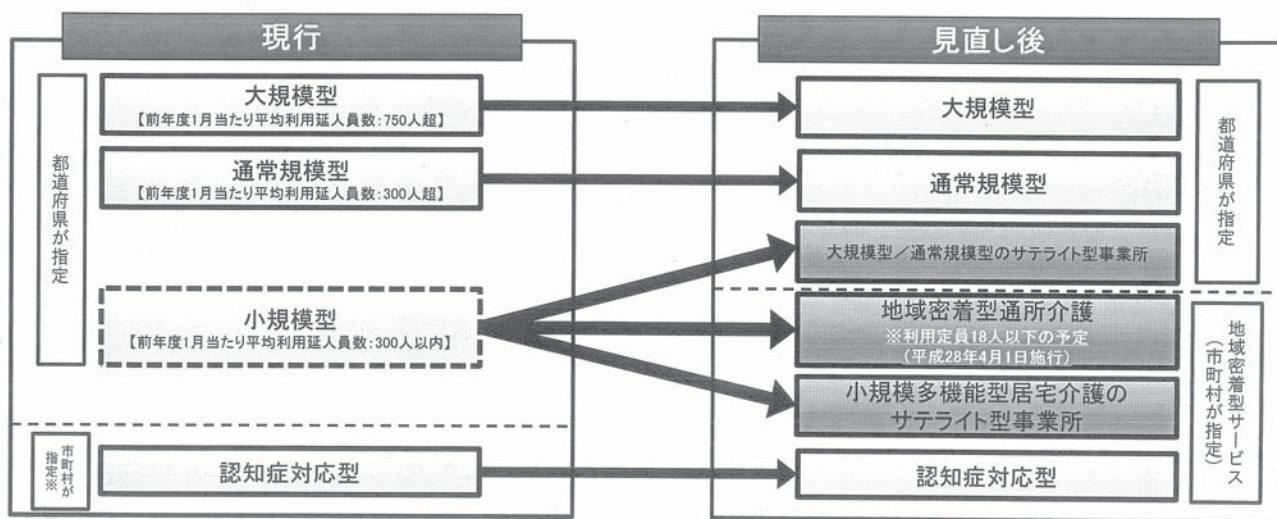 現行
都道府県が指定
大規模型
【前年度1月当たり平均利用延人員数：750人超】
通常規模型
【前年度1月当たり平均利用延人員数：300人超】
小規模型
【前年度1月当たり平均利用延人員数：300人以内】
市町村が
指定※
認知症対応型
見直し後
大規模型
通常規模型
大規模型／通常規模型のサテライト型事業所
都道府県が指定
地域密着型通所介護
※利用定員18人以下の予定
（平成28年4月1日施行）
小規模多機能型居宅介護の
サテライト型事業所
認知症対応型
地域密着型サービス
（市町村が指定）